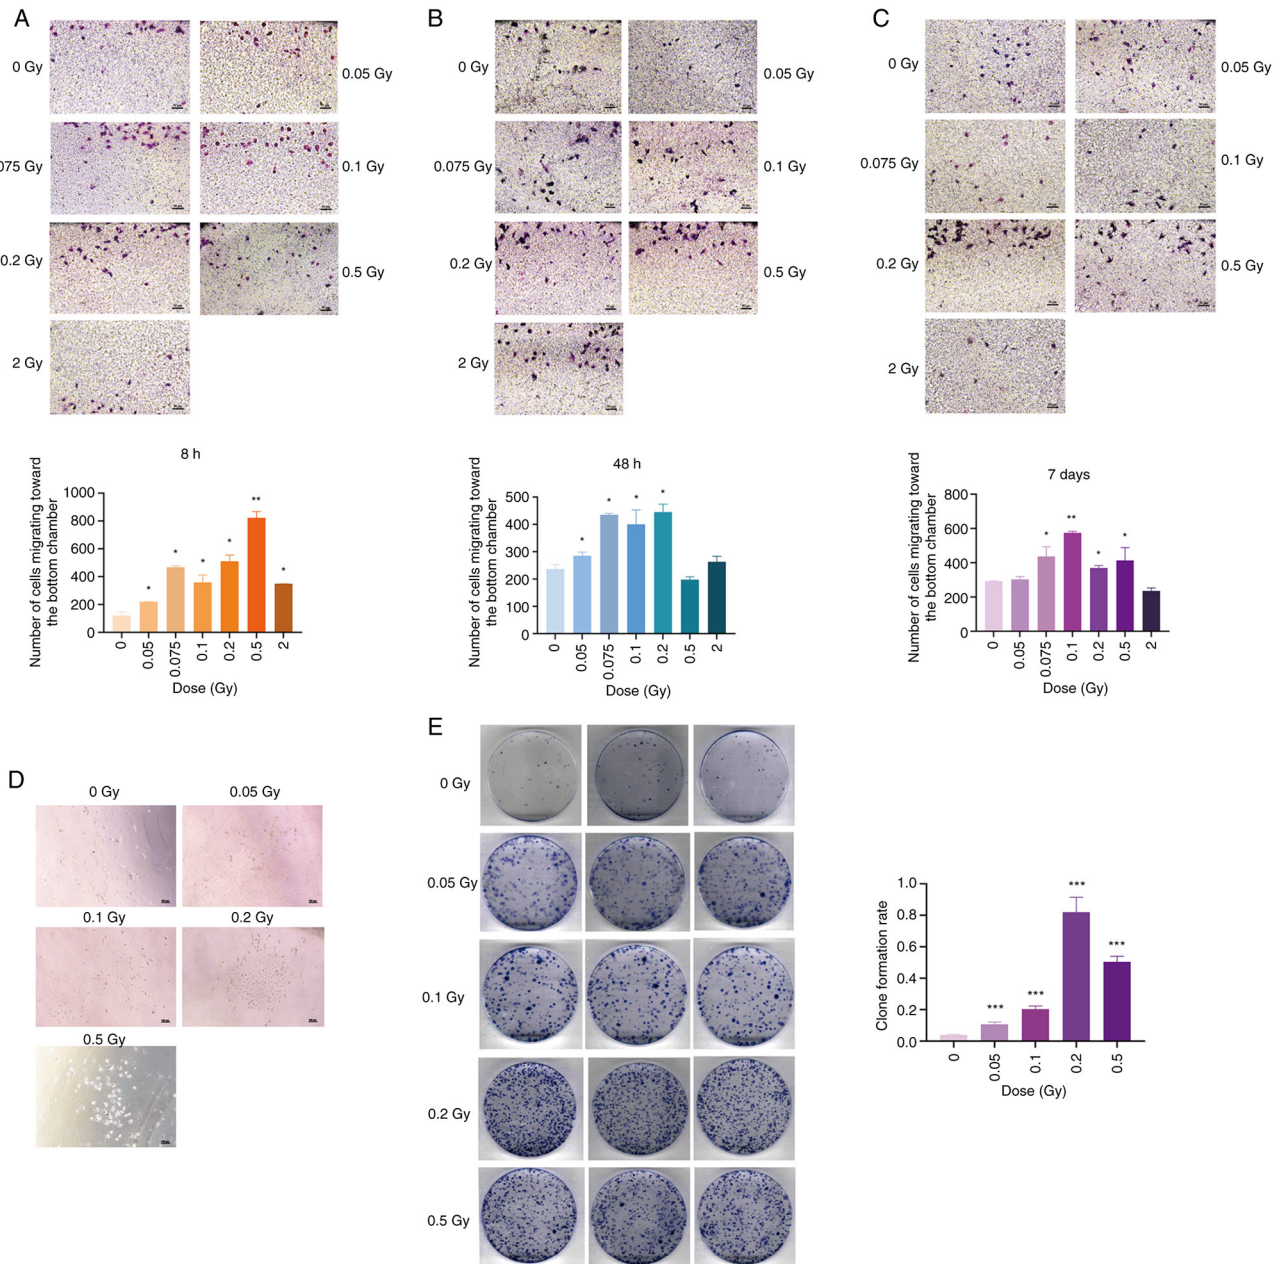 A
0 Gy
0.05 Gy
075 Gy
0.1 Gy
0.2 Gy
0.5 Gy
2 Gy
8 h
Number of cells migrating toward
the bottom chamber
1000
800
600
400
200
0
0
0.05
0.075
0.1
0.2
0.5
2
*
*
*
*
**
*
Dose (Gy)
B
0 Gy
0.05 Gy
0.075 Gy
0.1 Gy
0.2 Gy
0.5 Gy
2 Gy
48 h
Number of cells migrating toward
the bottom chamber
500
400
300
200
100
0
0
0.05
0.075
0.1
0.2
0.5
2
*
*
*
*
Dose (Gy)
C
0 Gy
0.05 Gy
0.075 Gy
0.1 Gy
0.2 Gy
0.5 Gy
2 Gy
7 days
Number of cells migrating toward
the bottom chamber
800
600
400
200
0
0
0.05
0.075
0.1
0.2
0.5
2
*
**
*
*
Dose (Gy)
D
0 Gy
0.05 Gy
0.1 Gy
0.2 Gy
0.5 Gy
E
0 Gy
0.05 Gy
0.1 Gy
0.2 Gy
0.5 Gy
Clone formation rate
1.0
0.8
0.6
0.4
0.2
0.0
0
0.05
0.1
0.2
0.5
***
***
***
***
Dose (Gy)